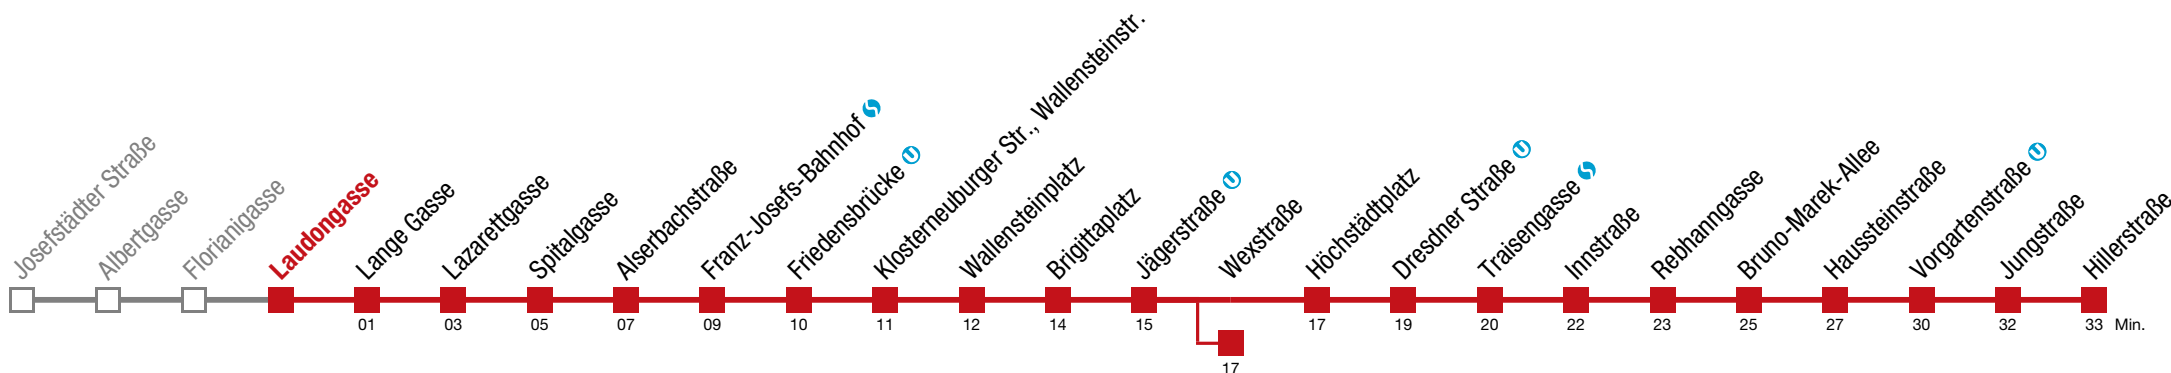 Josefstädter Straße
Albertgasse
Florianigasse
Laudongasse
Lange Gasse
Lazarettgasse
Spitalgasse
Alserbachstraße
Franz-Josefs-Bahnhof S
Friedensbrücke U
Klosterneuburger Str., Wallensteinstr.
Wallensteinplatz
Brigittaplatz
Jägerstraße U
Wexstraße
Höchstädtplatz
Dresdner Straße U
Traisengasse S
Innstraße
Rebhanngasse
Bruno-Marek-Allee
Haussteinstraße
Vorgartenstraße U
Jungstraße
Hillerstraße
01 03 05 07 09 10 11 12 14 15 17 19 20 22 23 25 27 30 32 33 Min.
17